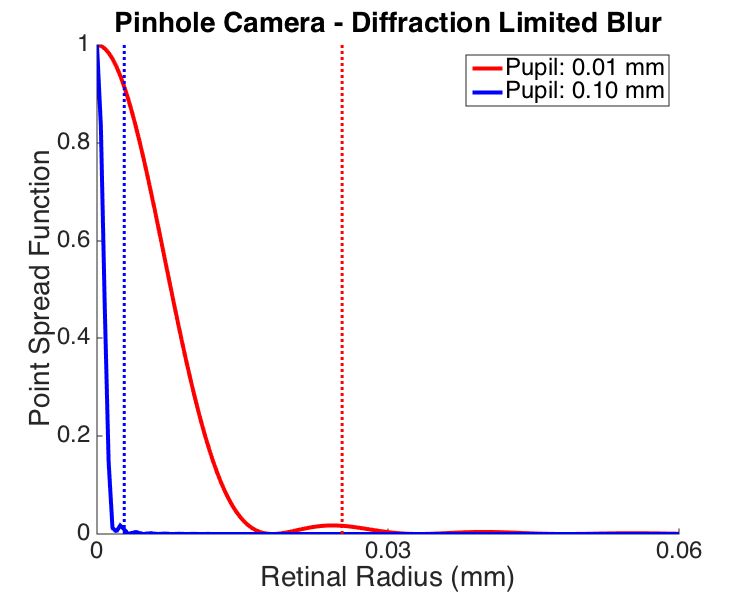 Pinhole Camera - Diffraction Limited Blur
Pupil: 0.01 mm
Pupil: 0.10 mm
Point Spread Function
1
0.8
0.6
0.4
0.2
0
0
0.03
0.06
Retinal Radius (mm)